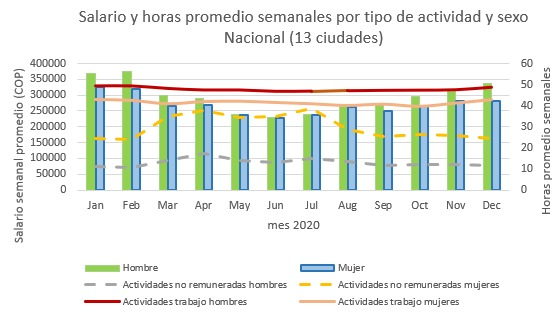 Salario y horas promedio semanales por tipo de actividad y sexo
Nacional (13 ciudades)
Salario semanal promedio (COP)
400000
350000
300000
250000
200000
150000
100000
50000
0
60
50
40
30
20
10
0
Horas promedio semanales
Jan Feb Mar Apr May Jun Jul Aug Sep Oct Nov Dec
mes 2020
Hombre Mujer
Actividades no remuneradas hombres Actividades no remuneradas mujeres
Actividades trabajo hombres Actividades trabajo mujeres